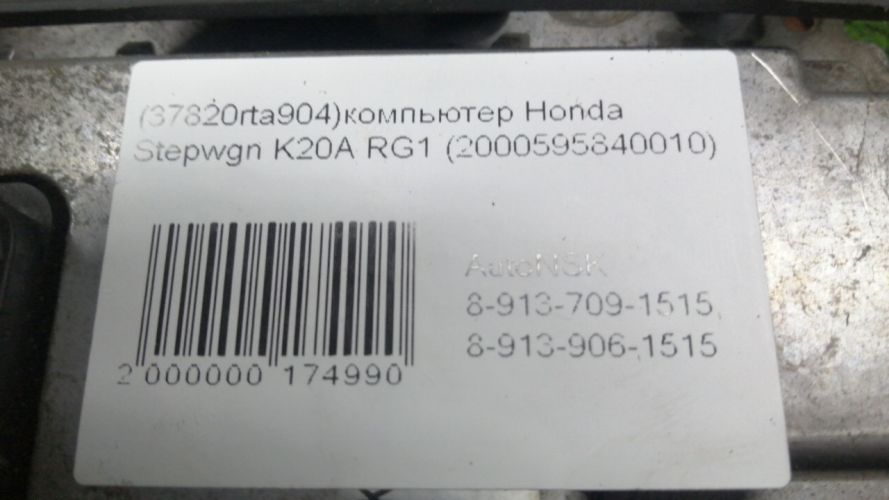 (37820rta904)компьютер Honda
Stepwgn K20A RG1 (2000595840010)
AutoNSK
8-913-709-1515,
8-913-906-1515
2 000000 174990